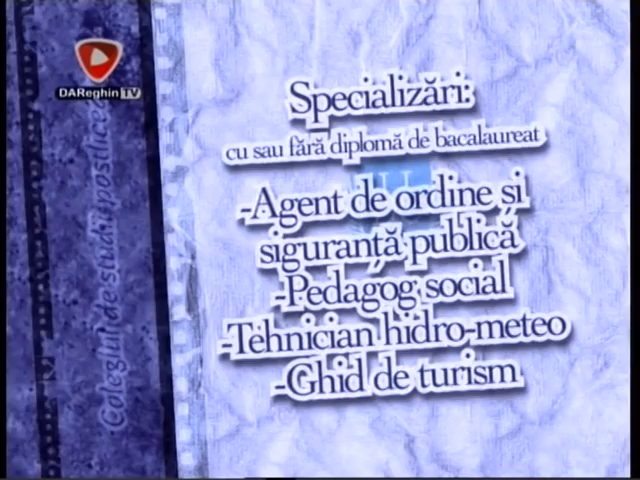 DAReghin TV
Specializări:
cu sau fără diplomă de bacalaureat
-Agent de ordine și
siguranță publică
-Pedagog social
-Tehnician hidro-meteo
-Ghid de turism
Colegiul de studii postlice